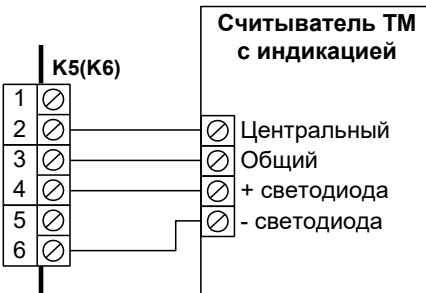 Считыватель ТМ
с индикацией
K5(K6)
1
2
3
4
5
6
Центральный
Общий
+ светодиода
- светодиода